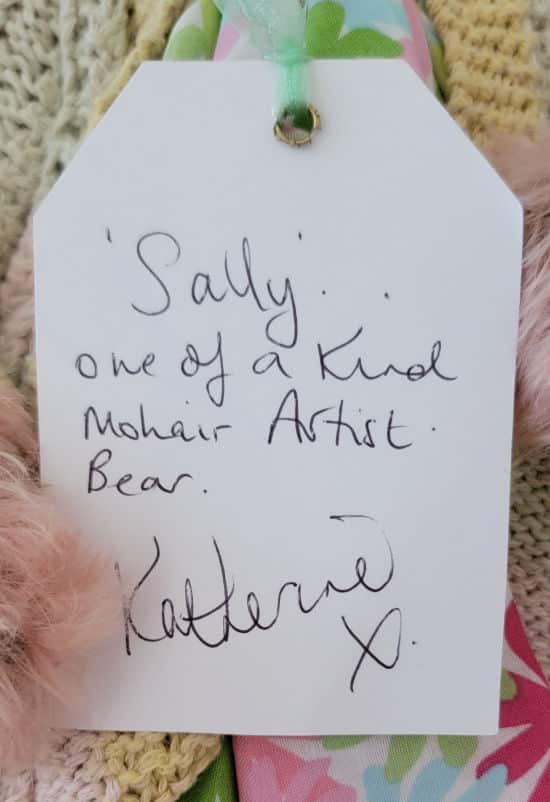 'Sally'. .
one of a Kind
Mohair Artist.
Bear.
Katherine
X.